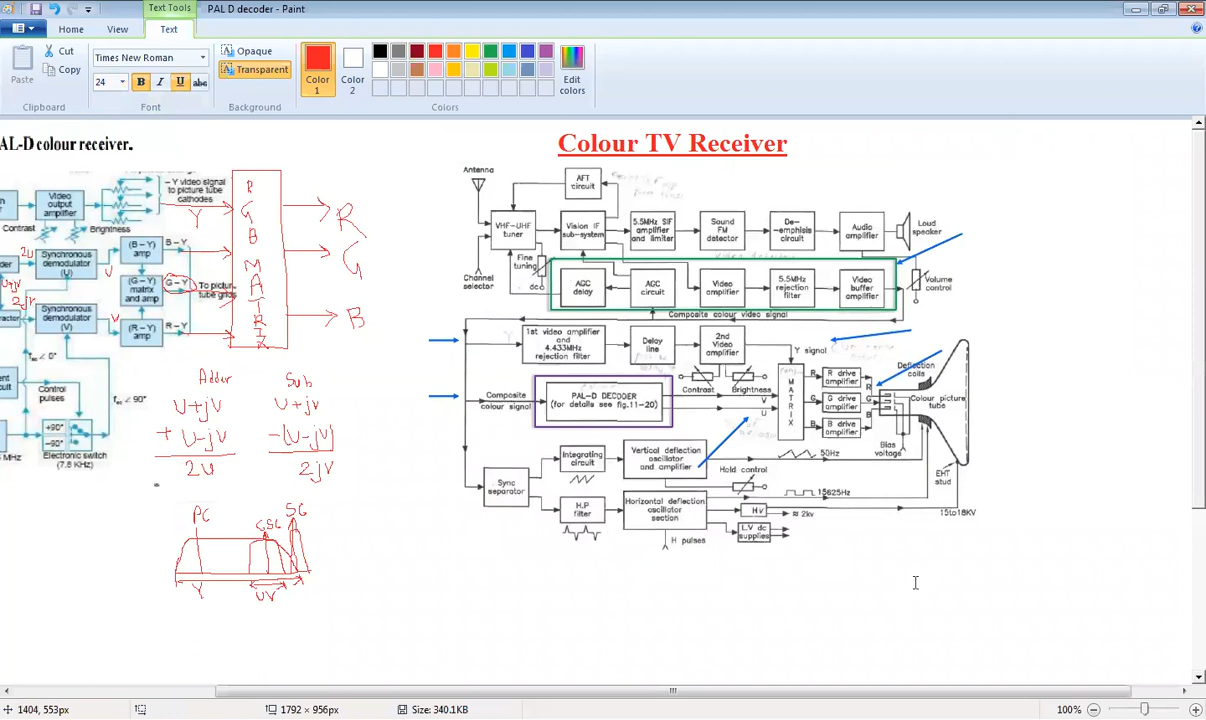 Text Tools
PAL D decoder - Paint
Home
View
Text
Paste
Cut
Copy
Clipboard
Times New Roman
24
B I U abc
Font
Opaque
Transparent
Background
Color 1
Color 2
Edit colors
Colors
AL-D colour receiver.
Colour TV Receiver
Video output amplifier
– Y video signal to picture tube cathodes
Contrast
Brightness
Synchronous demodulator (U)
(B – Y) amp
B – Y
(G – Y) matrix and amp
G – Y
To picture tube grids
Synchronous demodulator (V)
(R – Y) amp
R – Y
fsc ∠ 0°
fsc ∠ 90°
Control pulses
+90°
–90°
Electronic switch (7.8 KHz)
5 MHz
2U
U
2jV
V
Y
R
G
B
M
A
T
R
I
X
R
G
B
Adder
U+jV
+ U-jV
2U
Sub
U+jV
-(U-jV)
2jV
PC
CSC
SC
Y
UV
Antenna
AFT circuit
VHF-UHF tuner
Vision IF sub-system
5.5MHz SIF amplifier and limiter
Sound FM detector
De-emphisis circuit
Audio amplifier
Loud speaker
Fine tuning
dc
Channel selector
AGC delay
AGC circuit
Video amplifier
5.5MHz rejection filter
Video buffer amplifier
Volume control
Composite colour video signal
1st video amplifier and 4.433MHz rejection filter
Delay line
2nd Video amplifier
Y signal
Contrast
Brightness
Composite colour signal
PAL-D DECODER
(for details see fig.11-20)
V
U
M
A
T
R
I
X
R
R drive amplifier
R
G
G drive amplifier
G
B
B drive amplifier
B
Deflection coils
Colour picture tube
Bias voltage
EHT stud
15to18KV
Sync separator
Integrating circuit
Vertical deflection oscillator and amplifier
Hold control
50Hz
H.P filter
Horizontal deflection oscillator section
15625Hz
HV
≈ 2kv
L.V dc supplies
H pulses
1404, 553px
1792 × 956px
Size: 340.1KB
100%